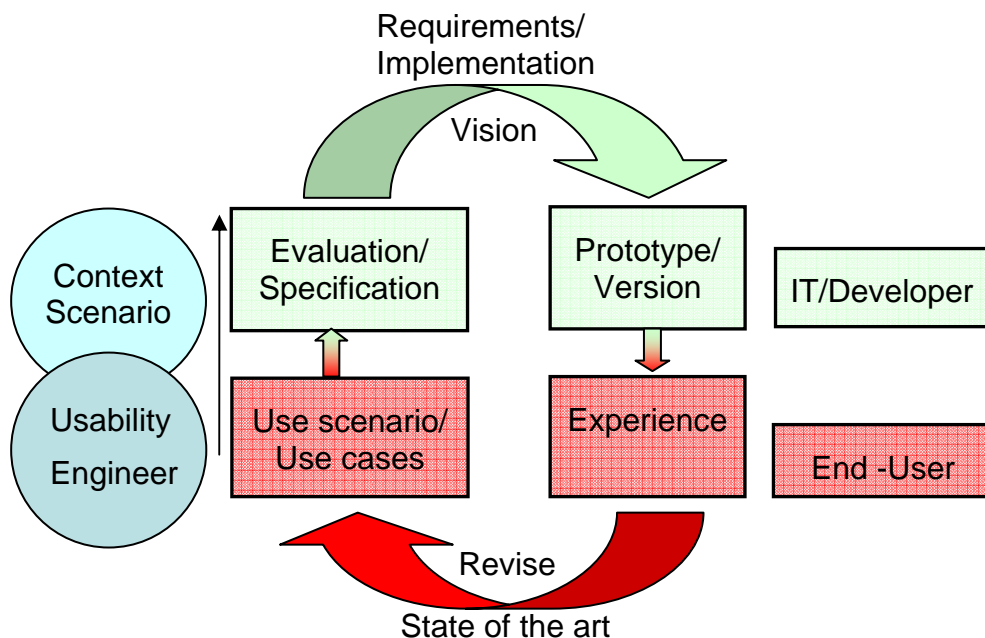 Requirements/
Implementation
Vision
Context
Scenario
Evaluation/
Specification
Prototype/
Version
IT/Developer
Usability
Engineer
Use scenario/
Use cases
Experience
End -User
Revise
State of the art